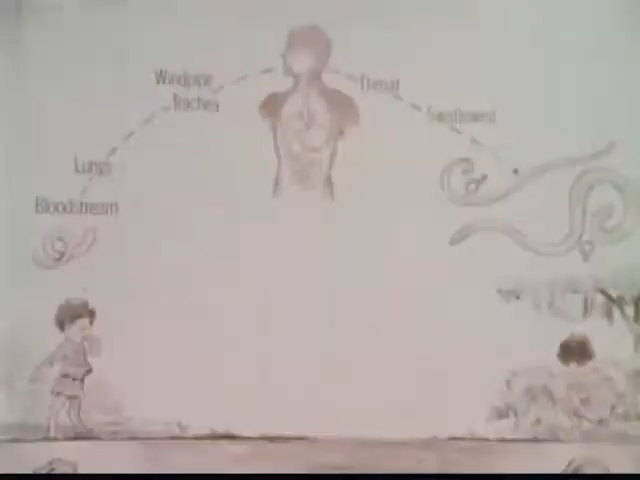 Windpipe
Trachea
Throat
Swallowed
Lungs
Bloodstream